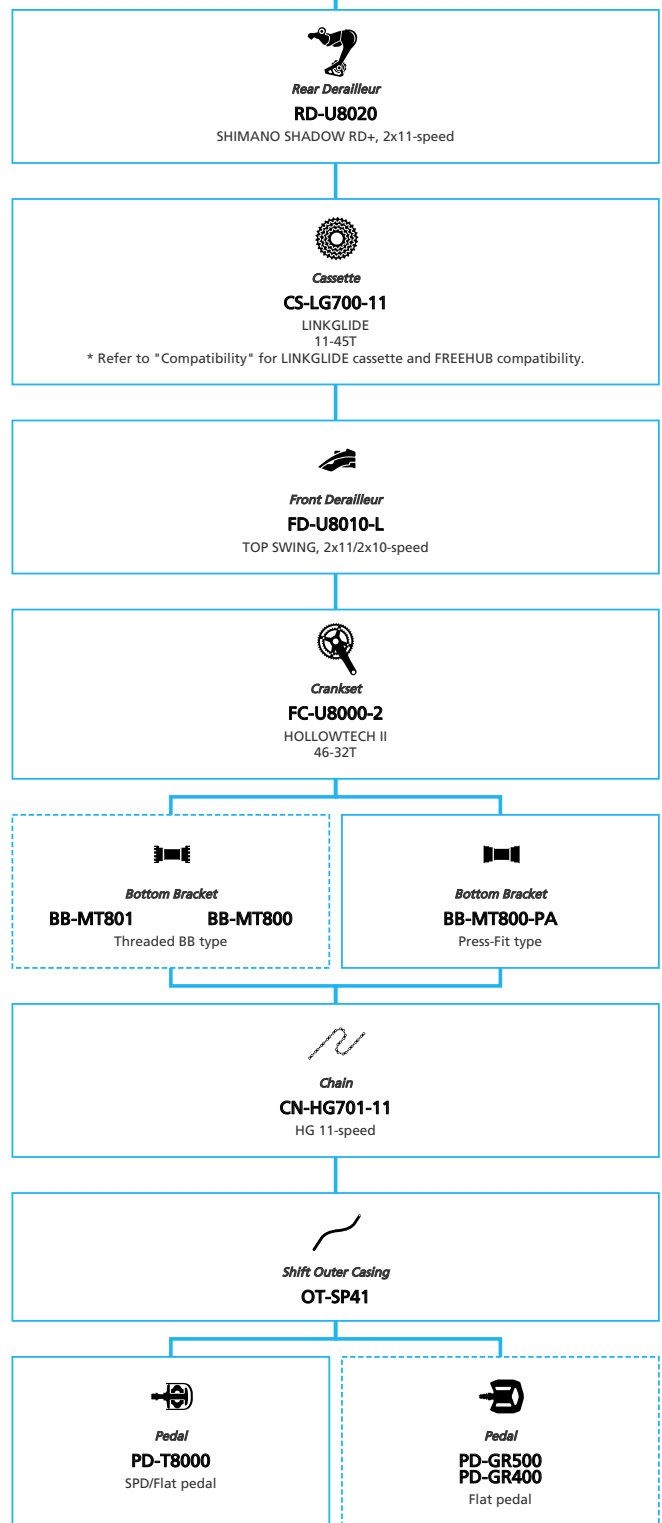 Rear Derailleur
RD-U8020
SHIMANO SHADOW RD+, 2x11-speed
Cassette
CS-LG700-11
LINKGLIDE
11-45T
* Refer to "Compatibility" for LINKGLIDE cassette and FREEHUB compatibility.
Front Derailleur
FD-U8010-L
TOP SWING, 2x11/2x10-speed
Crankset
FC-U8000-2
HOLLOWTECH II
46-32T
Bottom Bracket
BB-MT801 BB-MT800
Threaded BB type
Bottom Bracket
BB-MT800-PA
Press-Fit type
Chain
CN-HG701-11
HG 11-speed
Shift Outer Casing
OT-SP41
Pedal
PD-T8000
SPD/Flat pedal
Pedal
PD-GR500
PD-GR400
Flat pedal